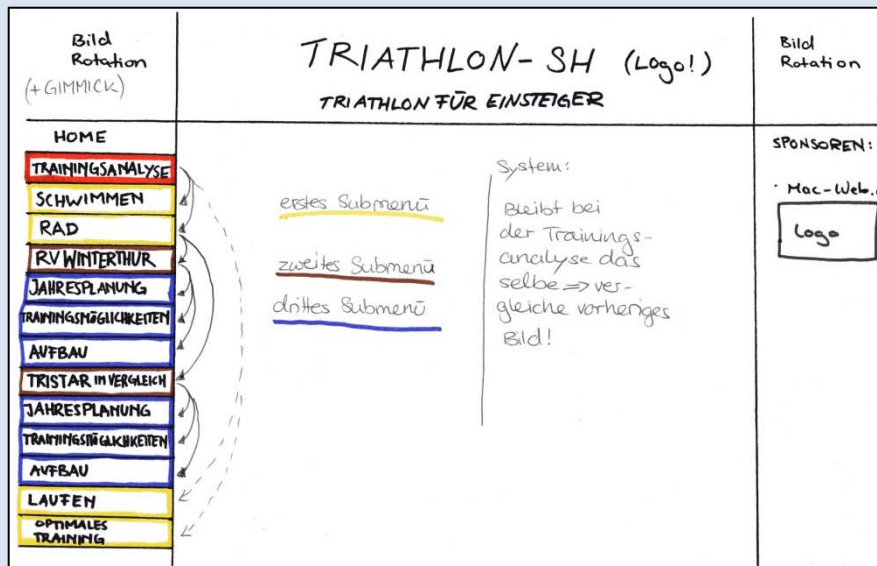 Bild
Rotation
(+GIMMICK)
TRIATHLON-SH (Logo!)
TRIATHLON FÜR EINSTEIGER
Bild
Rotation
HOME
TRAININGSANALYSE
SCHWIMMEN
RAD
RV WINTERTHUR
JAHRESPLANUNG
TRAININGSMÖGLICHKEITEN
AUFBAU
TRISTAR IM VERGLEICH
JAHRESPLANUNG
TRAININGSMÖGLICHKEITEN
AUFBAU
LAUFEN
OPTIMALES
TRAINING
erstes Submenü
zweites Submenü
drittes Submenü
System:
Bleibt bei
der Trainings-
analyse das
selbe => ver-
gleiche vorheriges
Bild!
SPONSOREN:
· Mac-Web.
Logo